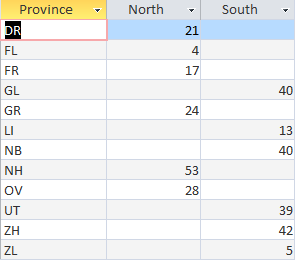 Province North South
DR 21
FL 4
FR 17
GL 40
GR 24
LI 13
NB 40
NH 53
OV 28
UT 39
ZH 42
ZL 5